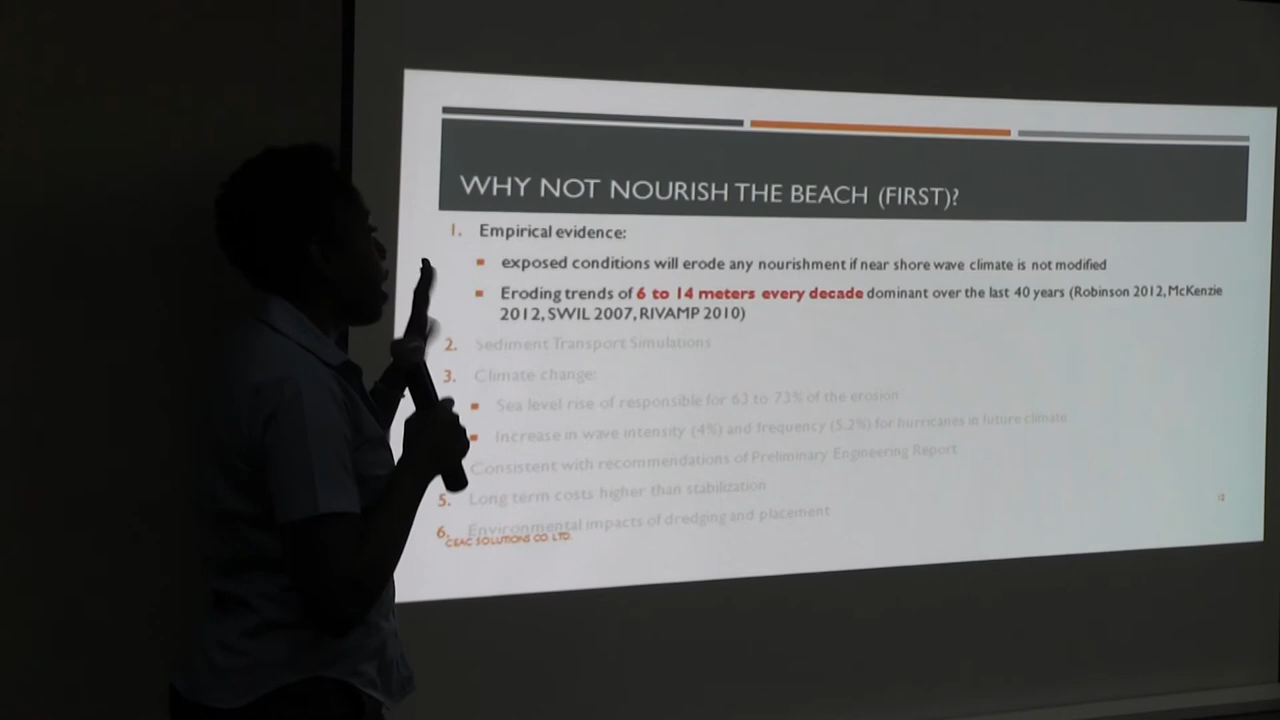 WHY NOT NOURISH THE BEACH (FIRST)?
1. Empirical evidence:
exposed conditions will erode any nourishment if near shore wave climate is not modified
Eroding trends of 6 to 14 meters every decade dominant over the last 40 years (Robinson 2012, McKenzie
2012, SWIL 2007, RIVAMP 2010)
2. Sediment Transport Simulations
3. Climate change:
Sea level rise of responsible for 63 to 73% of the erosion
Increase in wave intensity (4%) and frequency (5.2%) for hurricanes in future climate
Consistent with recommendations of Preliminary Engineering Report
5. Long term costs higher than stabilization
6. Environmental impacts of dredging and placement
CEAC SOLUTIONS CO. LTD.